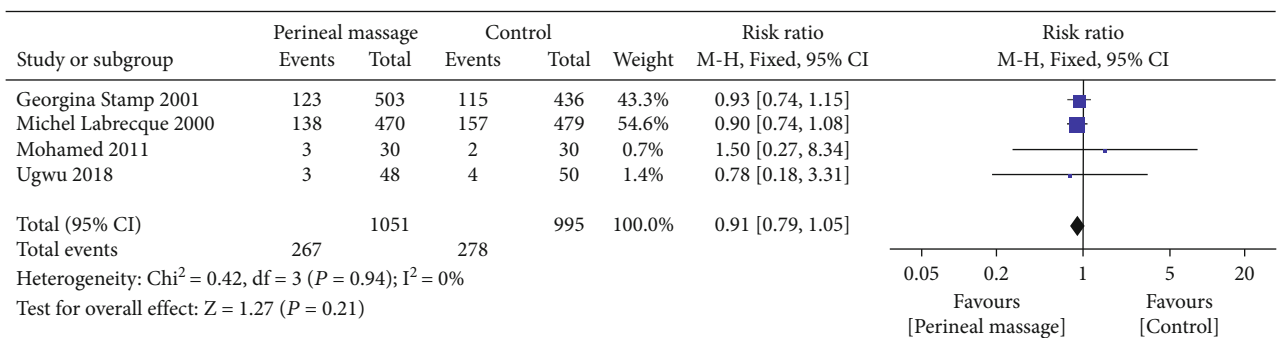 Perineal massage Control Risk ratio Risk ratio
Study or subgroup Events Total Events Total Weight M-H, Fixed, 95% CI M-H, Fixed, 95% CI
Georgina Stamp 2001 123 503 115 436 43.3% 0.93 [0.74, 1.15]
Michel Labrecque 2000 138 470 157 479 54.6% 0.90 [0.74, 1.08]
Mohamed 2011 3 30 2 30 0.7% 1.50 [0.27, 8.34]
Ugwu 2018 3 48 4 50 1.4% 0.78 [0.18, 3.31]
Total (95% CI) 1051 995 100.0% 0.91 [0.79, 1.05]
Total events 267 278
Heterogeneity: Chi² = 0.42, df = 3 (P = 0.94); I² = 0%
Test for overall effect: Z = 1.27 (P = 0.21)
0.05 0.2 1 5 20
Favours Favours
[Perineal massage] [Control]